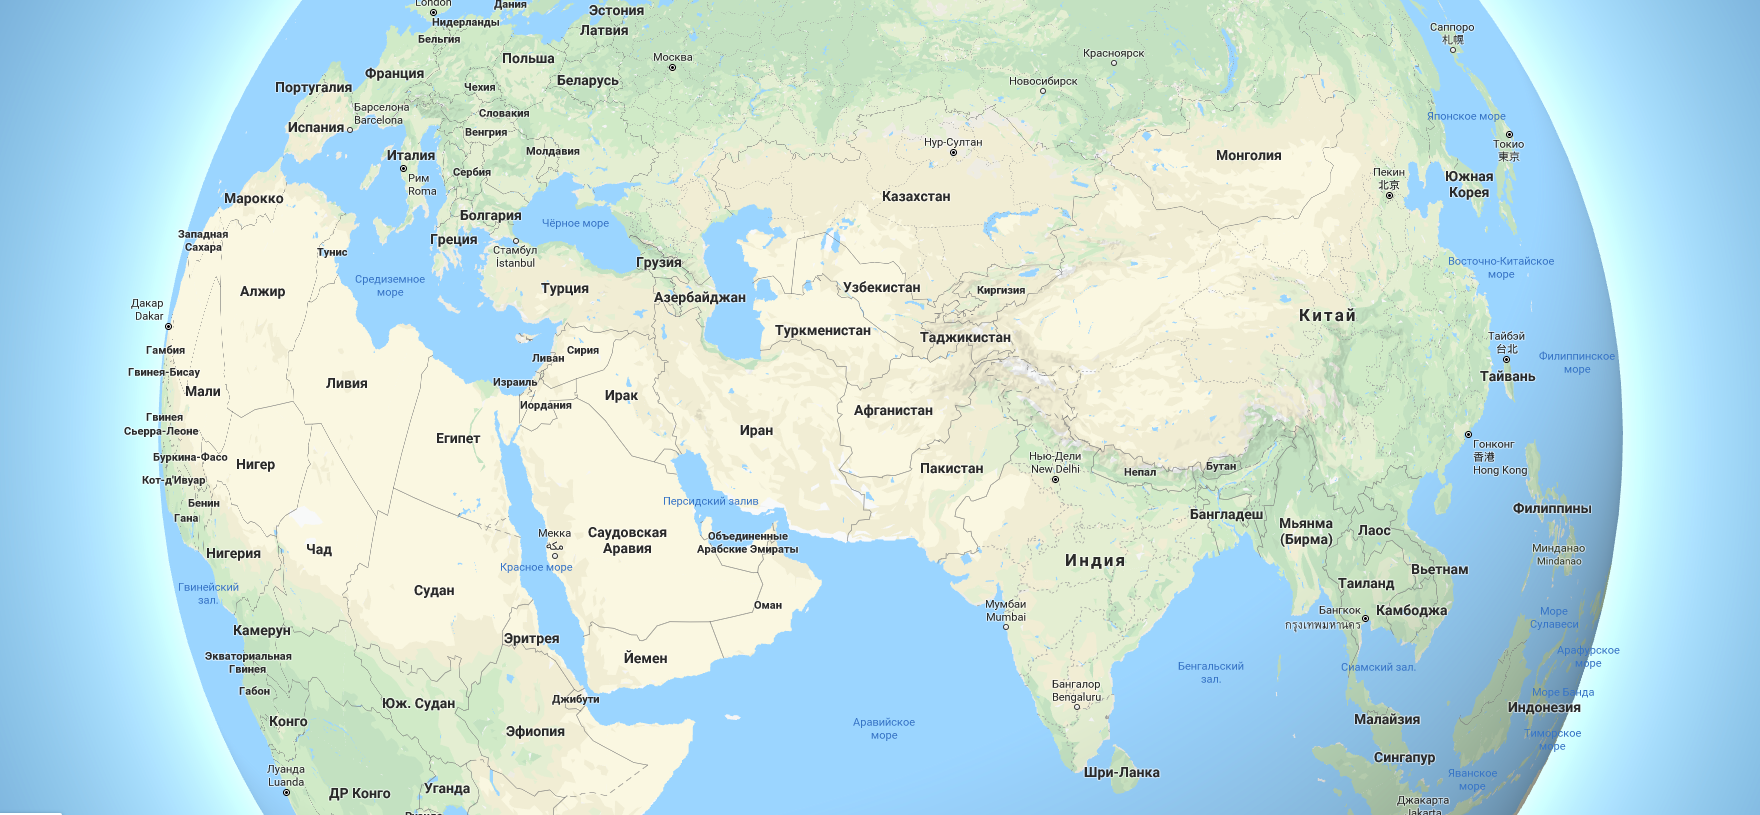 London
Дания
Нидерланды
Бельгия
Эстония
Латвия
Польша
Беларусь
Москва
Франция
Португалия
Чехия
Барселона
Barcelona
Словакия
Испания
Венгрия
Италия
Молдавия
Рим
Roma
Сербия
Марокко
Болгария
Чёрное море
Греция
Западная
Сахара
Тунис
Стамбул
İstanbul
Грузия
Средиземное
море
Турция
Азербайджан
Алжир
Дакар
Dakar
Гамбия
Гвинея-Бисау
Мали
Ливия
Ливан
Сирия
Израиль
Иордания
Ирак
Гвинея
Сьерра-Леоне
Египет
Буркина-Фасо
Нигер
Кот-д'Ивуар
Бенин
Гана
Нигерия
Чад
Гвинейский
зал.
Судан
Камерун
Экваториальная
Гвинея
Габон
Конго
Луанда
Luanda
ДР Конго
Уганда
Юж. Судан
Эфиопия
Эритрея
Джибути
Йемен
Красное море
Мекка
مكة
Саудовская
Аравия
Персидский залив
Объединенные
Арабские Эмираты
Оман
Иран
Красноярск
Новосибирск
Нур-Султан
Казахстан
Монголия
Узбекистан
Киргизия
Туркменистан
Таджикистан
Афганистан
Пакистан
Нью-Дели
New Delhi
Непал
Бутан
Бангладеш
Индия
Мумбаи
Mumbai
Бангалор
Bengaluru
Аравийское
море
Шри-Ланка
Бенгальский
зал.
Саппоро
札幌
Японское море
Токио
東京
Пекин
北京
Южная
Корея
Восточно-Китайское
море
Китай
Тайбэй
台北
Филиппинское
море
Тайвань
Гонконг
香港
Hong Kong
Филиппины
Мьянма
(Бирма)
Лаос
Минданао
Mindanao
Вьетнам
Таиланд
Бангкок
กรุงเทพมหานคร
Камбоджа
Море
Сулавеси
Арафурское
море
Сиамский зал.
Море Банда
Индонезия
Малайзия
Тиморское
море
Сингапур
Яванское
море
Джакарта
Jakarta